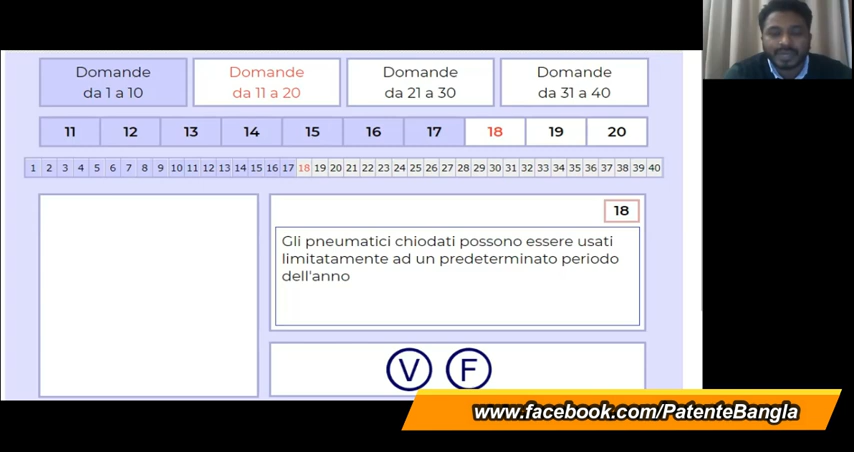 Domande
da 1 a 10
Domande
da 11 a 20
Domande
da 21 a 30
Domande
da 31 a 40
11 12 13 14 15 16 17 18 19 20
1 2 3 4 5 6 7 8 9 10 11 12 13 14 15 16 17 18 19 20 21 22 23 24 25 26 27 28 29 30 31 32 33 34 35 36 37 38 39 40
18
Gli pneumatici chiodati possono essere usati
limitatamente ad un predeterminato periodo
dell'anno
V F
www.facebook.com/PatenteBangla